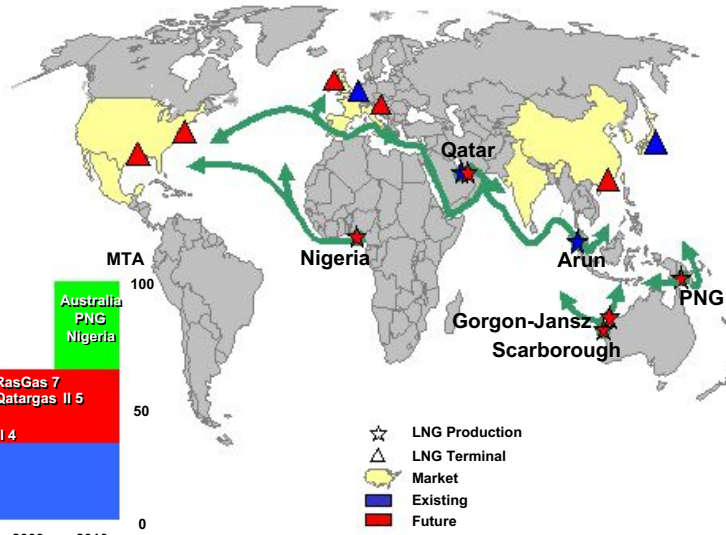 Qatar
Nigeria
Arun
PNG
Gorgon-Jansz
Scarborough
MTA
100
Australia
PNG
Nigeria
RasGas 7
Qatargas II 5
50
0
LNG Production
LNG Terminal
Market
Existing
Future